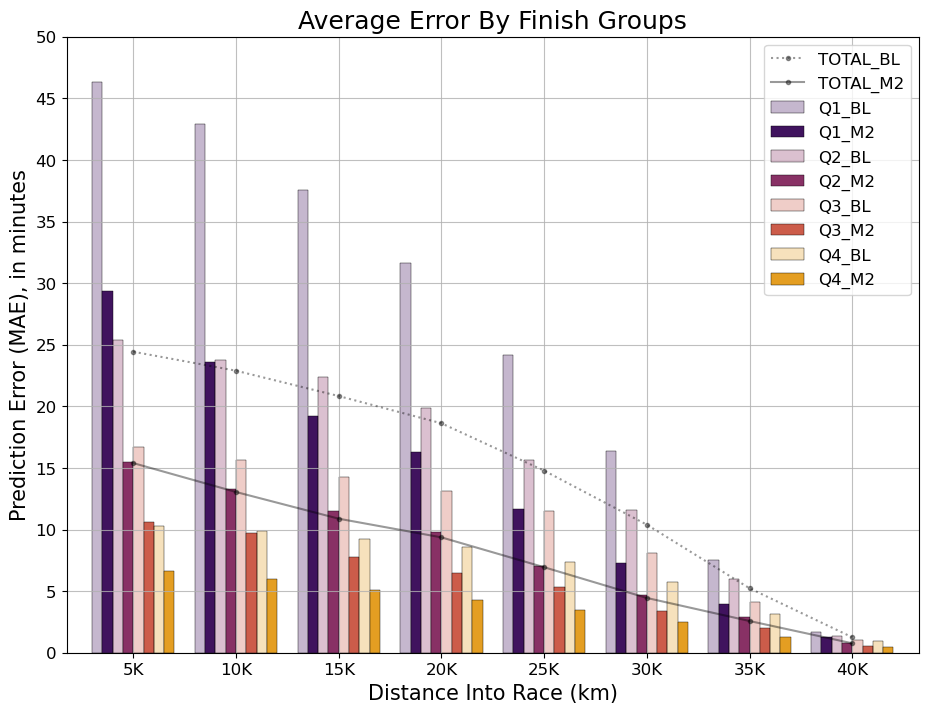 Average Error By Finish Groups
Prediction Error (MAE), in minutes
50
45
40
35
30
25
20
15
10
5
0
TOTAL_BL
TOTAL_M2
Q1_BL
Q1_M2
Q2_BL
Q2_M2
Q3_BL
Q3_M2
Q4_BL
Q4_M2
5K 10K 15K 20K 25K 30K 35K 40K
Distance Into Race (km)